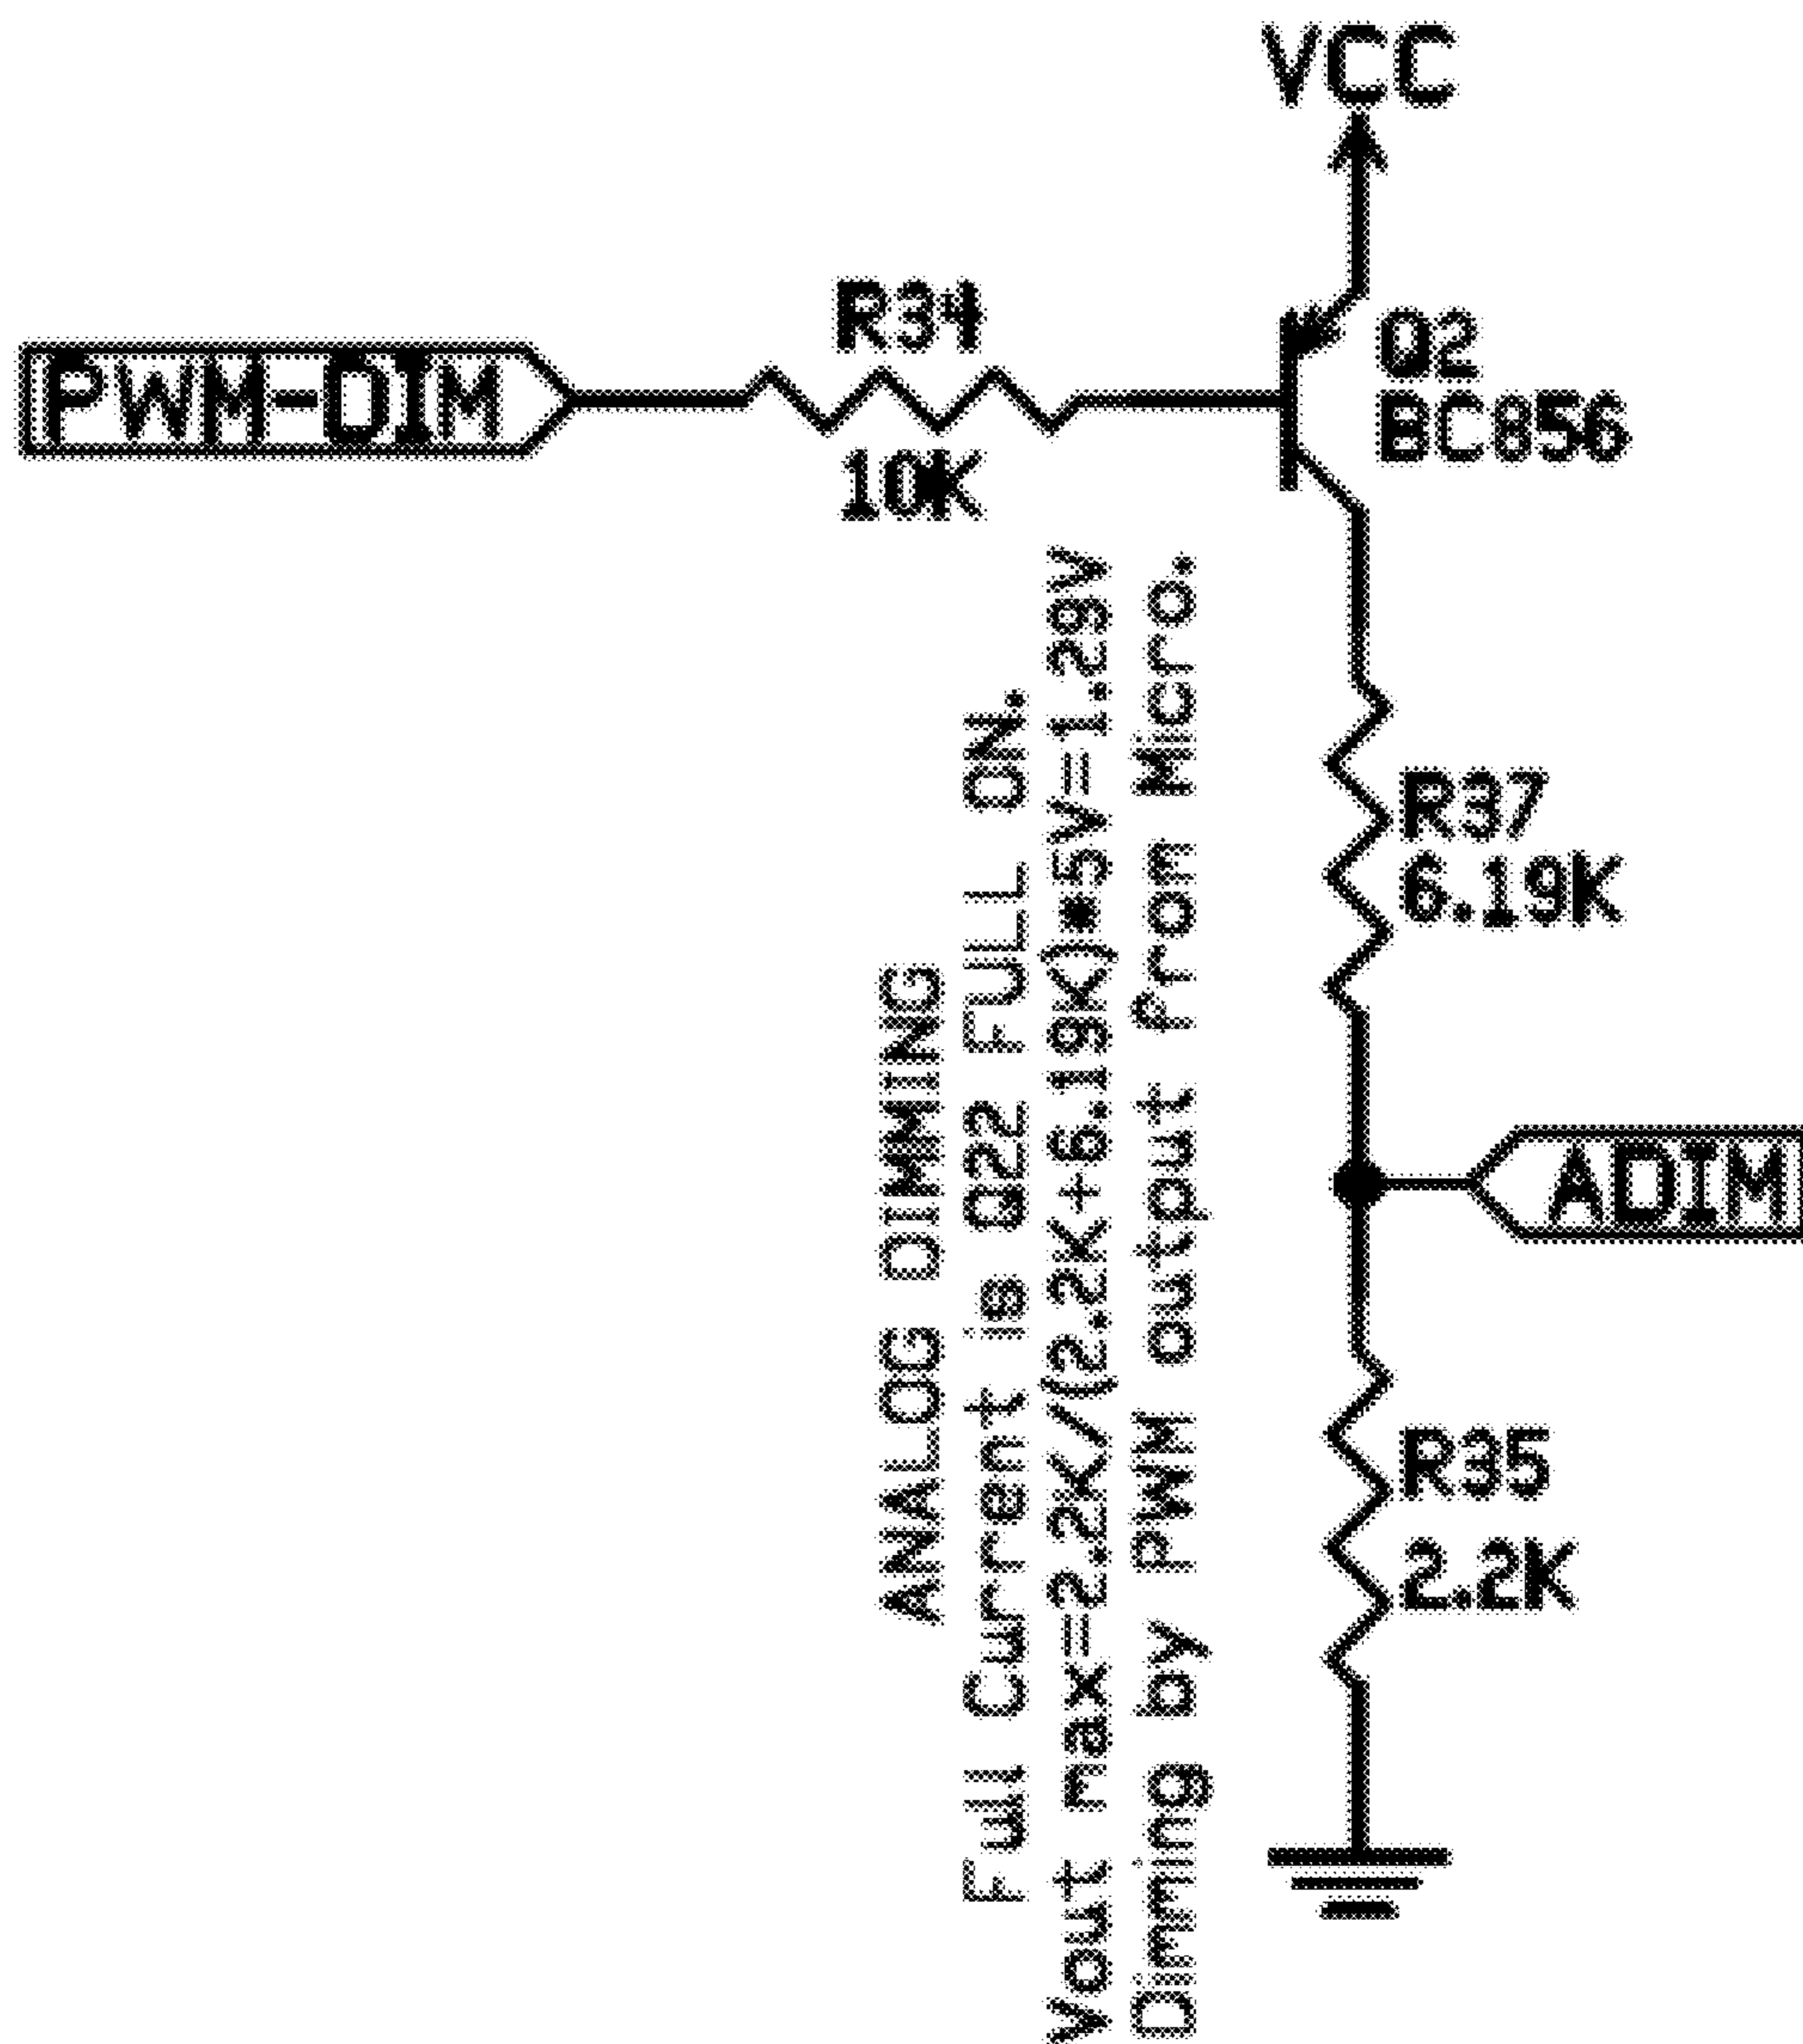 VCC
R34
PWM-DIM
10K
Q2
BC856
R37
6.19K
ADIM
R35
2.2K
ANALOG DIMMING
Full Current is Q22 FULL ON.
Vout max=2.2K/(2.2K+6.19K)*5V=1.29V
Dimming by PWM output from Micro.